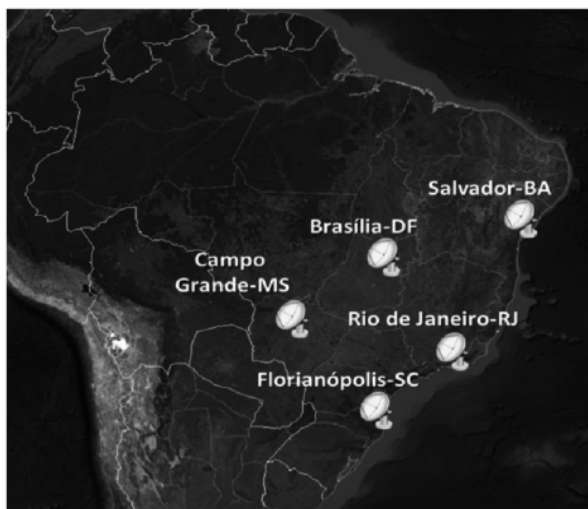 Salvador-BA
Brasília-DF
Campo
Grande-MS
Rio de Janeiro-RJ
Florianópolis-SC